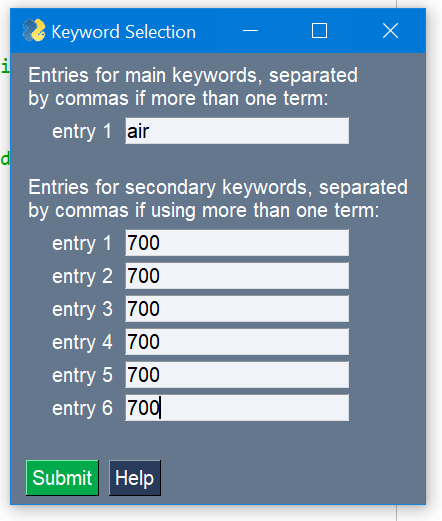 Keyword Selection
i
Entries for main keywords, separated
by commas if more than one term:
entry 1 air
d
Entries for secondary keywords, separated
by commas if using more than one term:
entry 1 700
entry 2 700
entry 3 700
entry 4 700
entry 5 700
entry 6 700
Submit Help